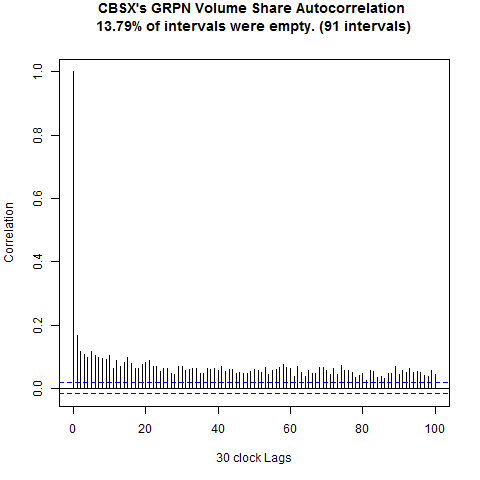 CBSX's GRPN Volume Share Autocorrelation
13.79% of intervals were empty. (91 intervals)
1.0
0.8
0.6
0.4
0.2
0.0
Correlation
0 20 40 60 80 100
30 clock Lags